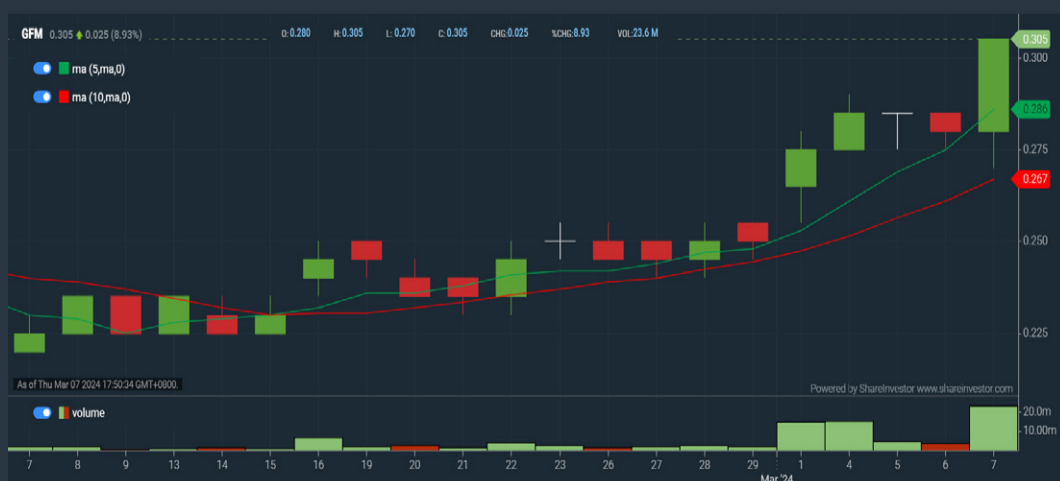 GFM 0.305 0.025 (8.93%) O:0.280 H:0.305 L: 0.270 C: 0.305 CHG:0.025 %CHG:8.93 VOL:23.6 M
0.305
0.300
ma (5,ma,0)
ma (10,ma,0)
0.286
0.275
0.267
0.250
0.225
As of Thu Mar 07 2024 17:50:34 GMT+0800.
Powered by ShareInvestor www.shareinvestor.com
volume
20.0m
10.00m
7 8 9 13 14 15 16 19 20 21 22 23 26 27 28 29 1 4 5 6 7
Mar '24